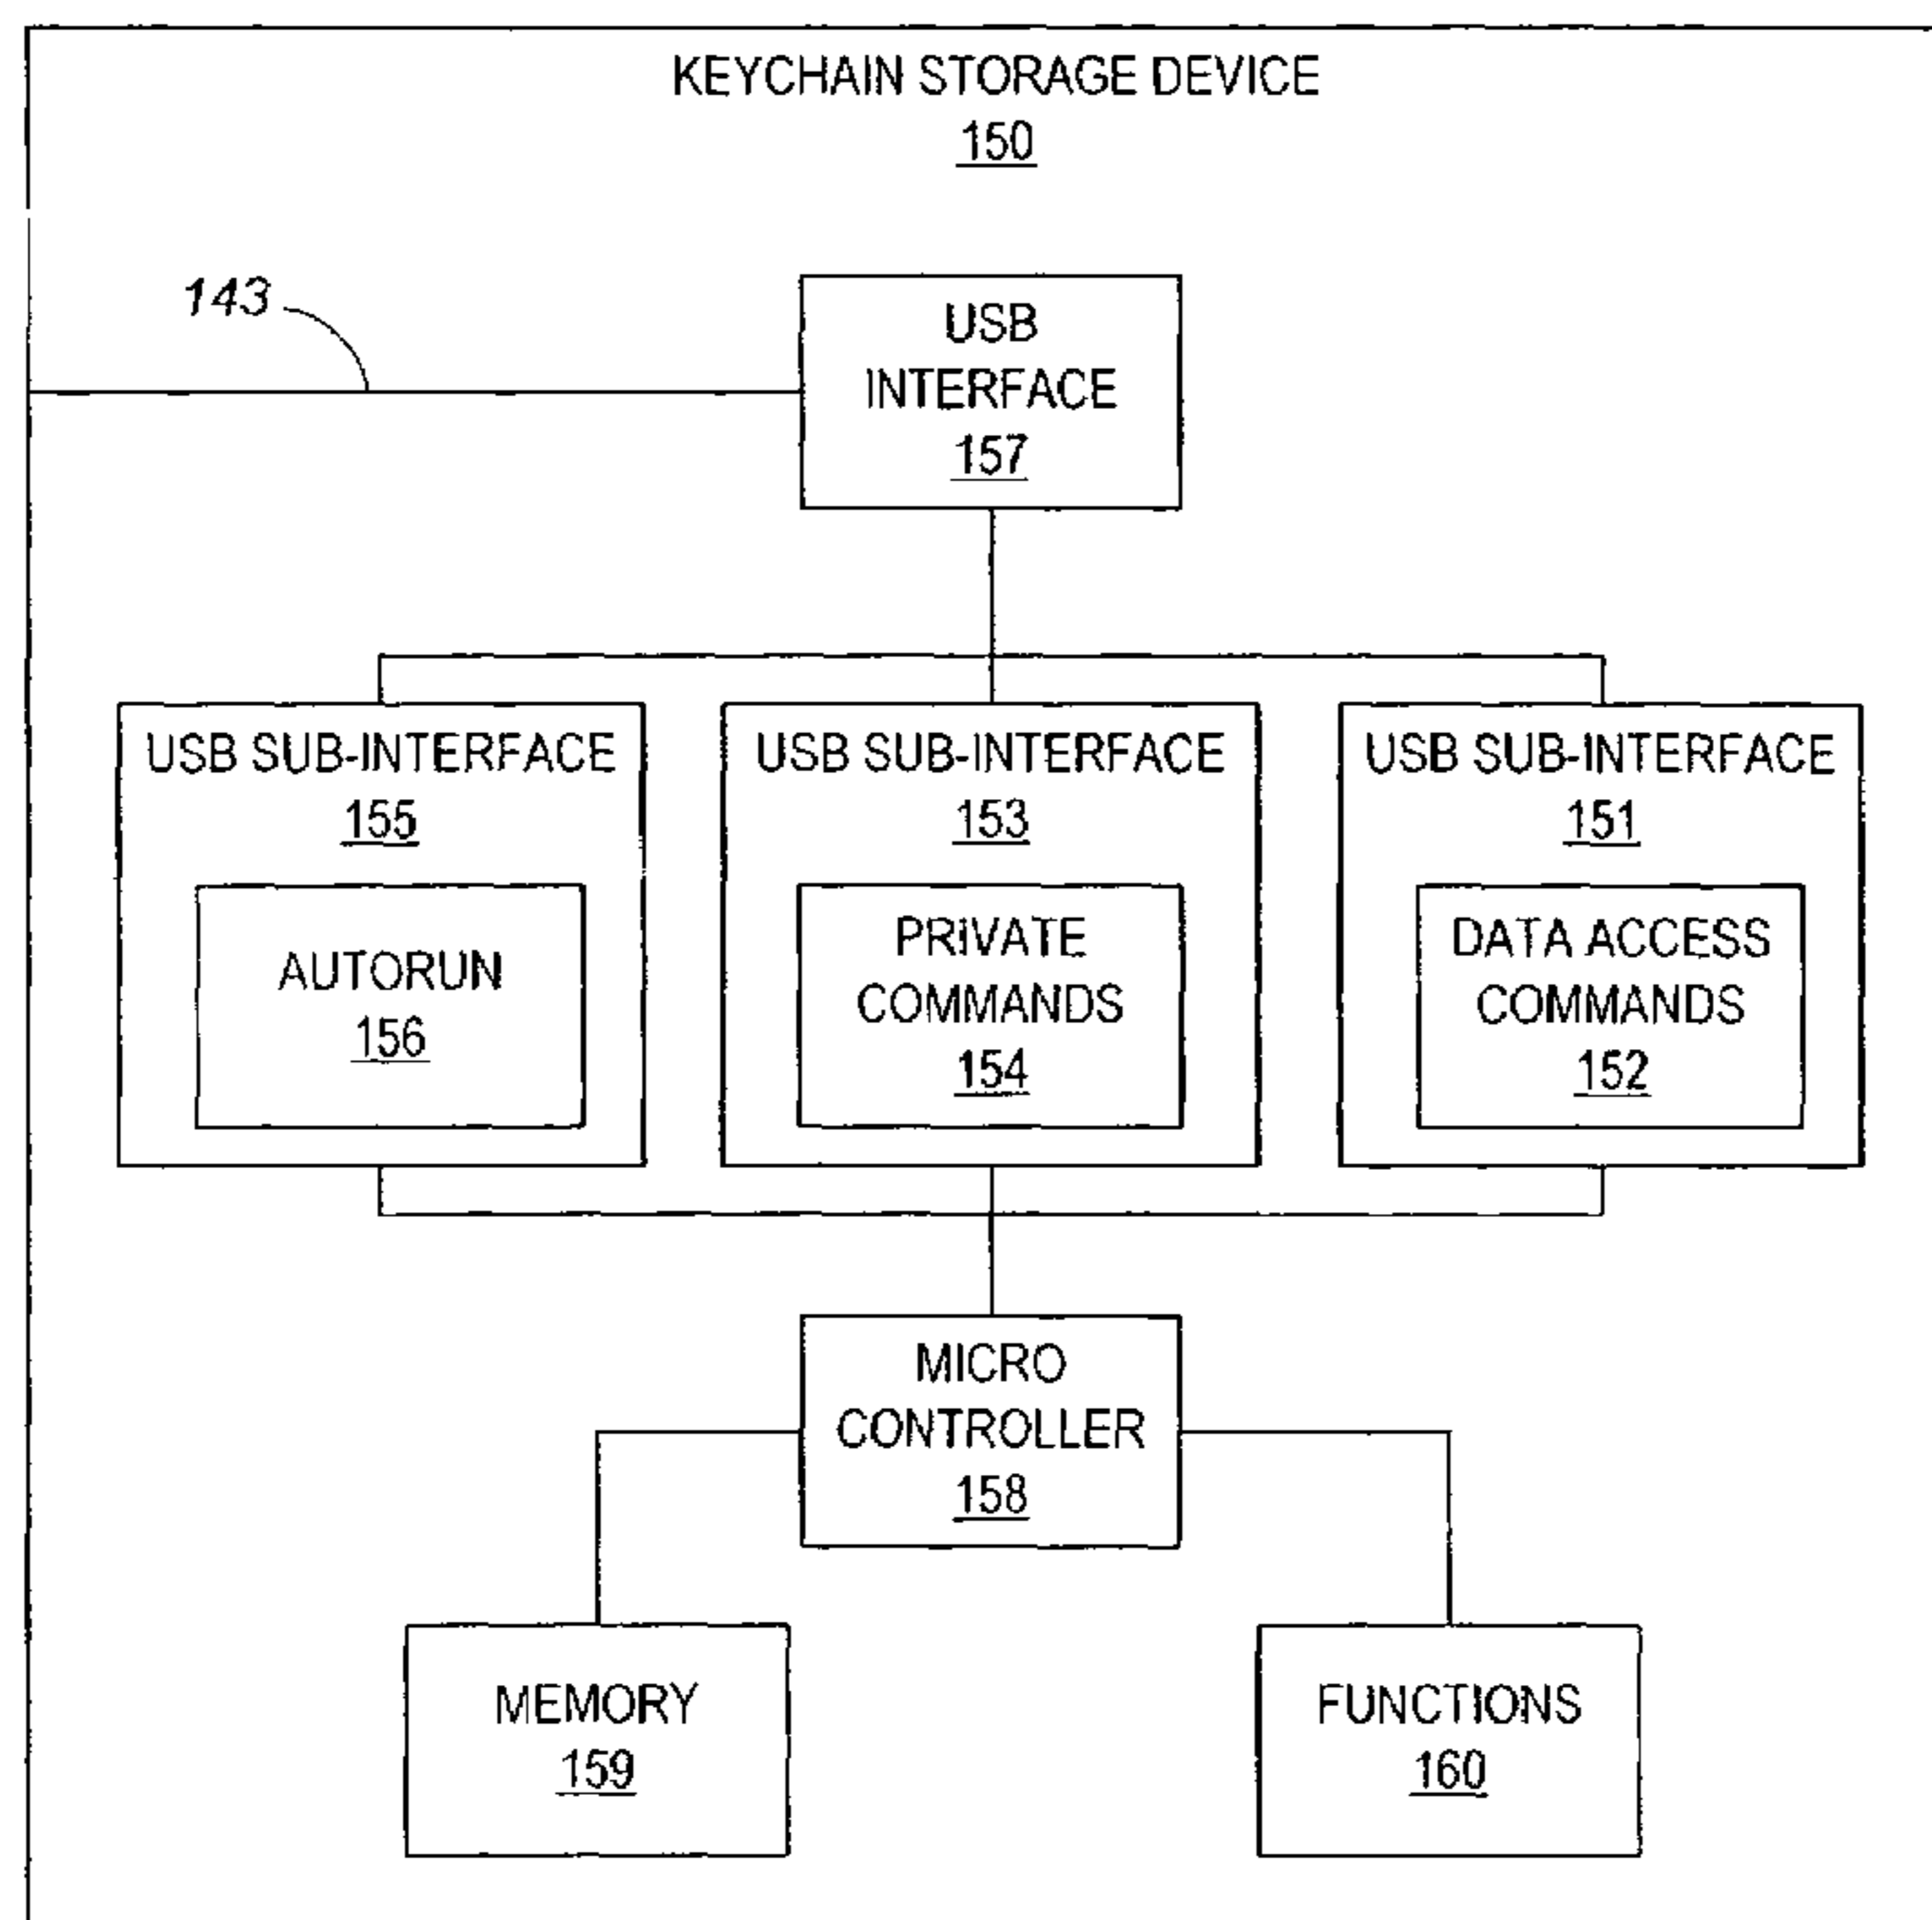 KEYCHAIN STORAGE DEVICE
150
143
USB
INTERFACE
157
USB SUB-INTERFACE
155
AUTORUN
156
USB SUB-INTERFACE
153
PRIVATE
COMMANDS
154
USB SUB-INTERFACE
151
DATA ACCESS
COMMANDS
152
MICRO
CONTROLLER
158
MEMORY
159
FUNCTIONS
160